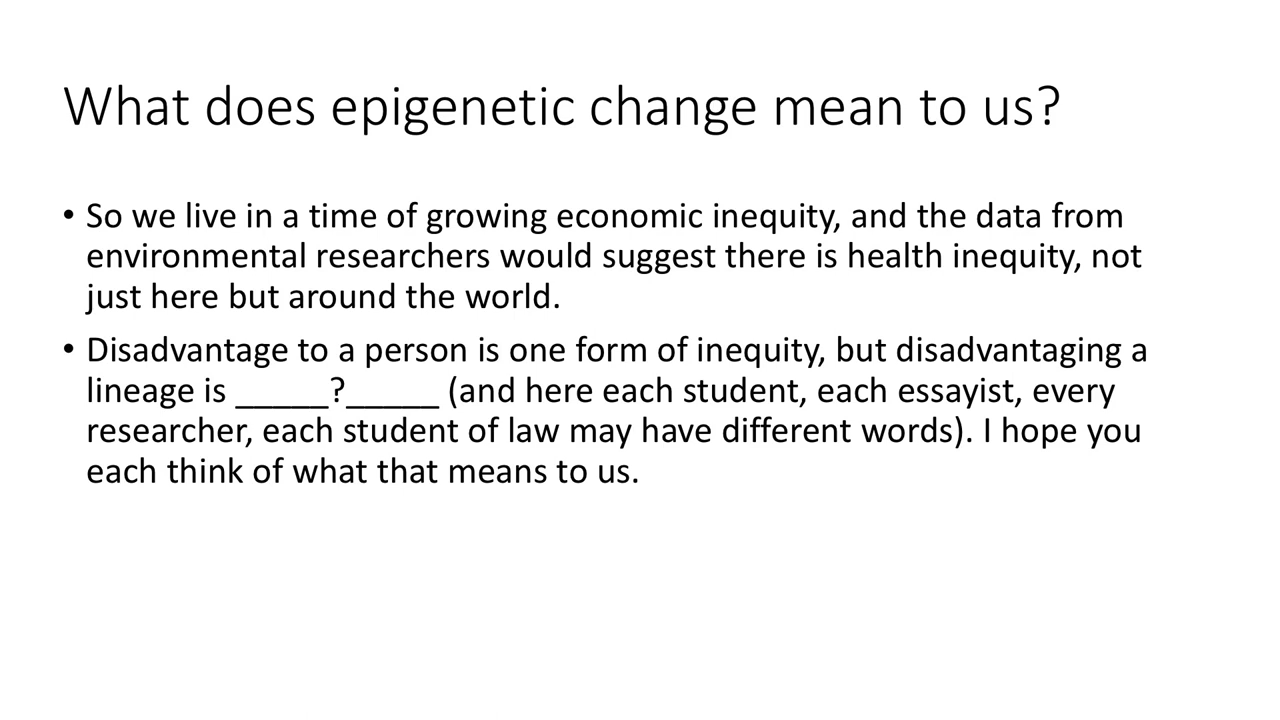 What does epigenetic change mean to us?
• So we live in a time of growing economic inequity, and the data from
environmental researchers would suggest there is health inequity, not
just here but around the world.
• Disadvantage to a person is one form of inequity, but disadvantaging a
lineage is _____?_____ (and here each student, each essayist, every
researcher, each student of law may have different words). I hope you
each think of what that means to us.